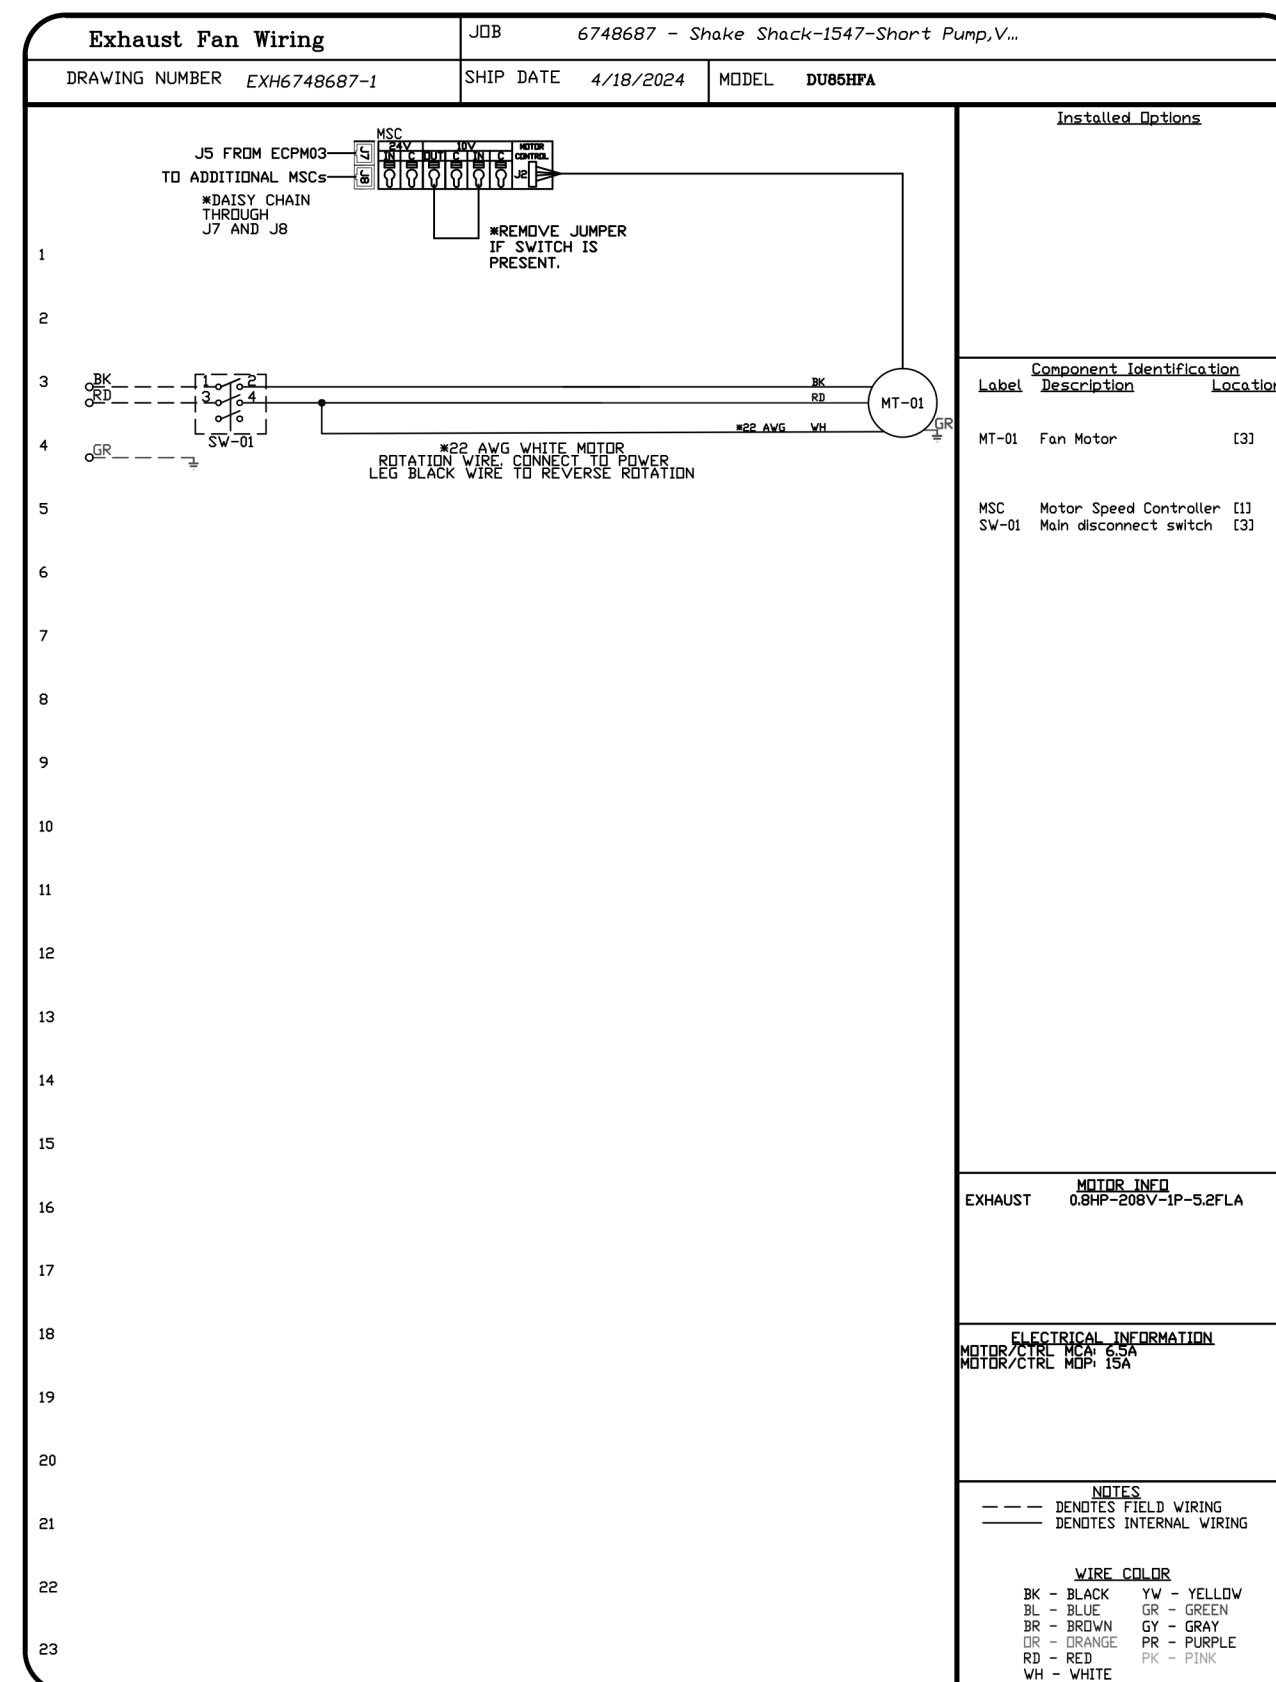 Exhaust Fan Wiring
JOB 6748687 - Shake Shack-1547-Short Pump,V...
DRAWING NUMBER EXH6748687-1
SHIP DATE 4/18/2024
MODEL DU85HFA
MSC
24V 10V MOTOR CONTROL
IN C OUT C IN C
J2
J7
J8
J5 FROM ECPM03
TO ADDITIONAL MSCs
*DAISY CHAIN
THROUGH
J7 AND J8
*REMOVE JUMPER
IF SWITCH IS
PRESENT.
1
2
3
4
5
6
7
8
9
10
11
12
13
14
15
16
17
18
19
20
21
22
23
BK
RD
GR
1 2
3 4
SW-01
BK
RD
*22 AWG WH
MT-01
GR
*22 AWG WHITE MOTOR
ROTATION WIRE. CONNECT TO POWER
LEG BLACK WIRE TO REVERSE ROTATION
Installed Options
Component Identification
Label Description Location
MT-01 Fan Motor [3]
MSC Motor Speed Controller [1]
SW-01 Main disconnect switch [3]
MOTOR INFO
EXHAUST 0.8HP-208V-1P-5.2FLA
ELECTRICAL INFORMATION
MOTOR/CTRL MCA: 6.5A
MOTOR/CTRL MOP: 15A
NOTES
DENOTES FIELD WIRING
DENOTES INTERNAL WIRING
WIRE COLOR
BK - BLACK YW - YELLOW
BL - BLUE GR - GREEN
BR - BROWN GY - GRAY
OR - ORANGE PR - PURPLE
RD - RED PK - PINK
WH - WHITE